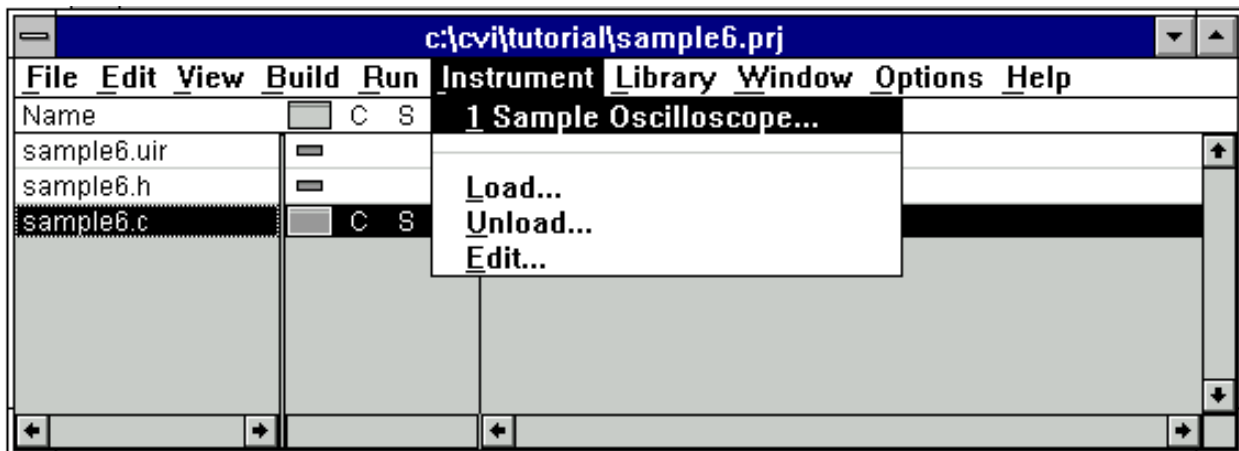 c:\cvi\tutorial\sample6.prj
File Edit View Build Run Instrument Library Window Options Help
Name C S 1 Sample Oscilloscope...
sample6.uir
sample6.h
Load...
sample6.c C S Unload...
Edit...